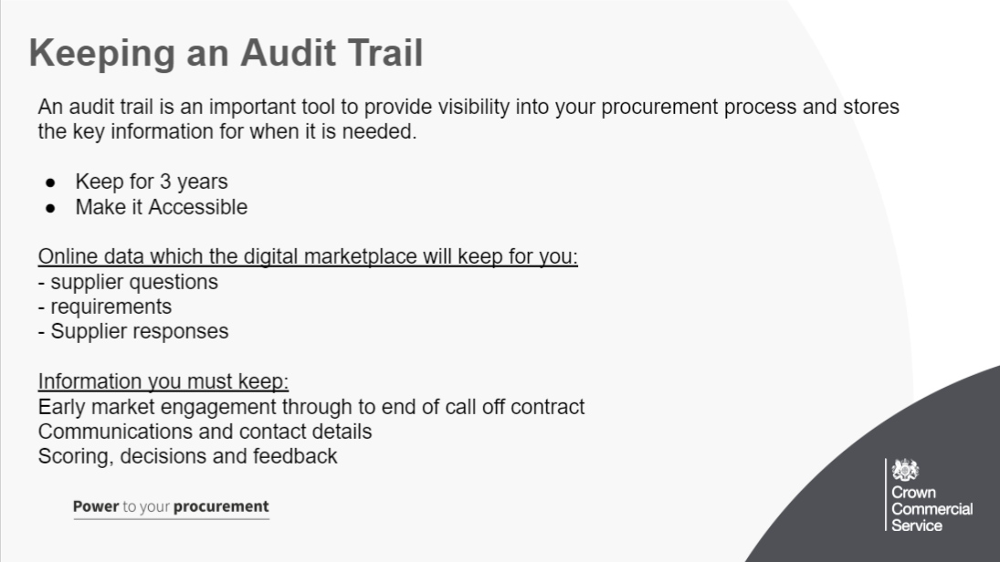 Keeping an Audit Trail
An audit trail is an important tool to provide visibility into your procurement process and stores
the key information for when it is needed.
● Keep for 3 years
● Make it Accessible
Online data which the digital marketplace will keep for you:
- supplier questions
- requirements
- Supplier responses
Information you must keep:
Early market engagement through to end of call off contract
Communications and contact details
Scoring, decisions and feedback
Power to your procurement
Crown
Commercial
Service